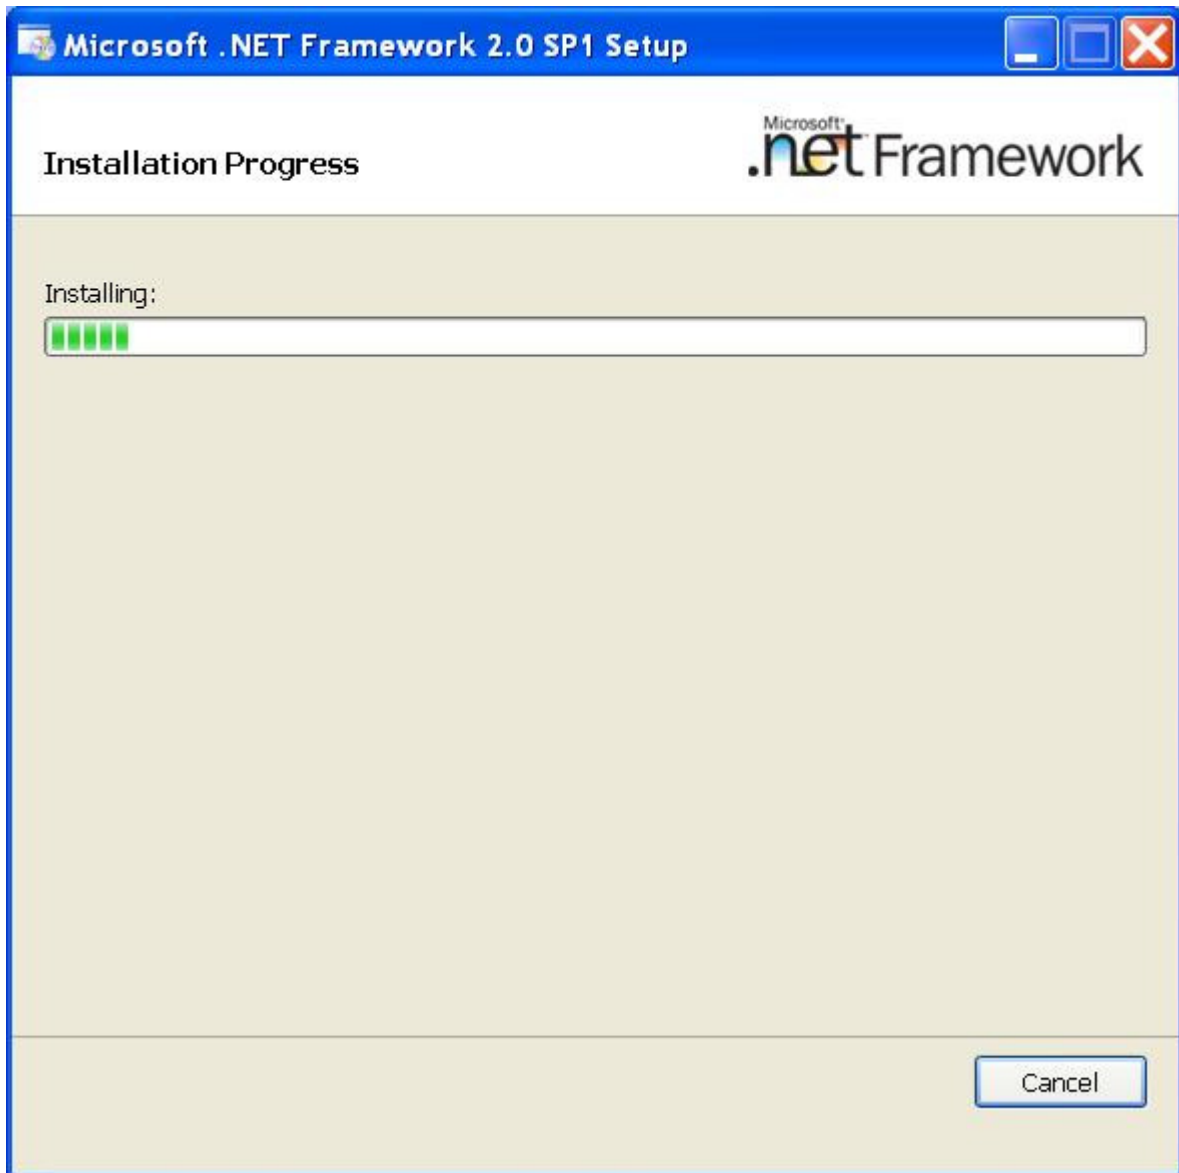 Microsoft .NET Framework 2.0 SP1 Setup
Installation Progress
Microsoft
.net Framework
Installing:
Cancel